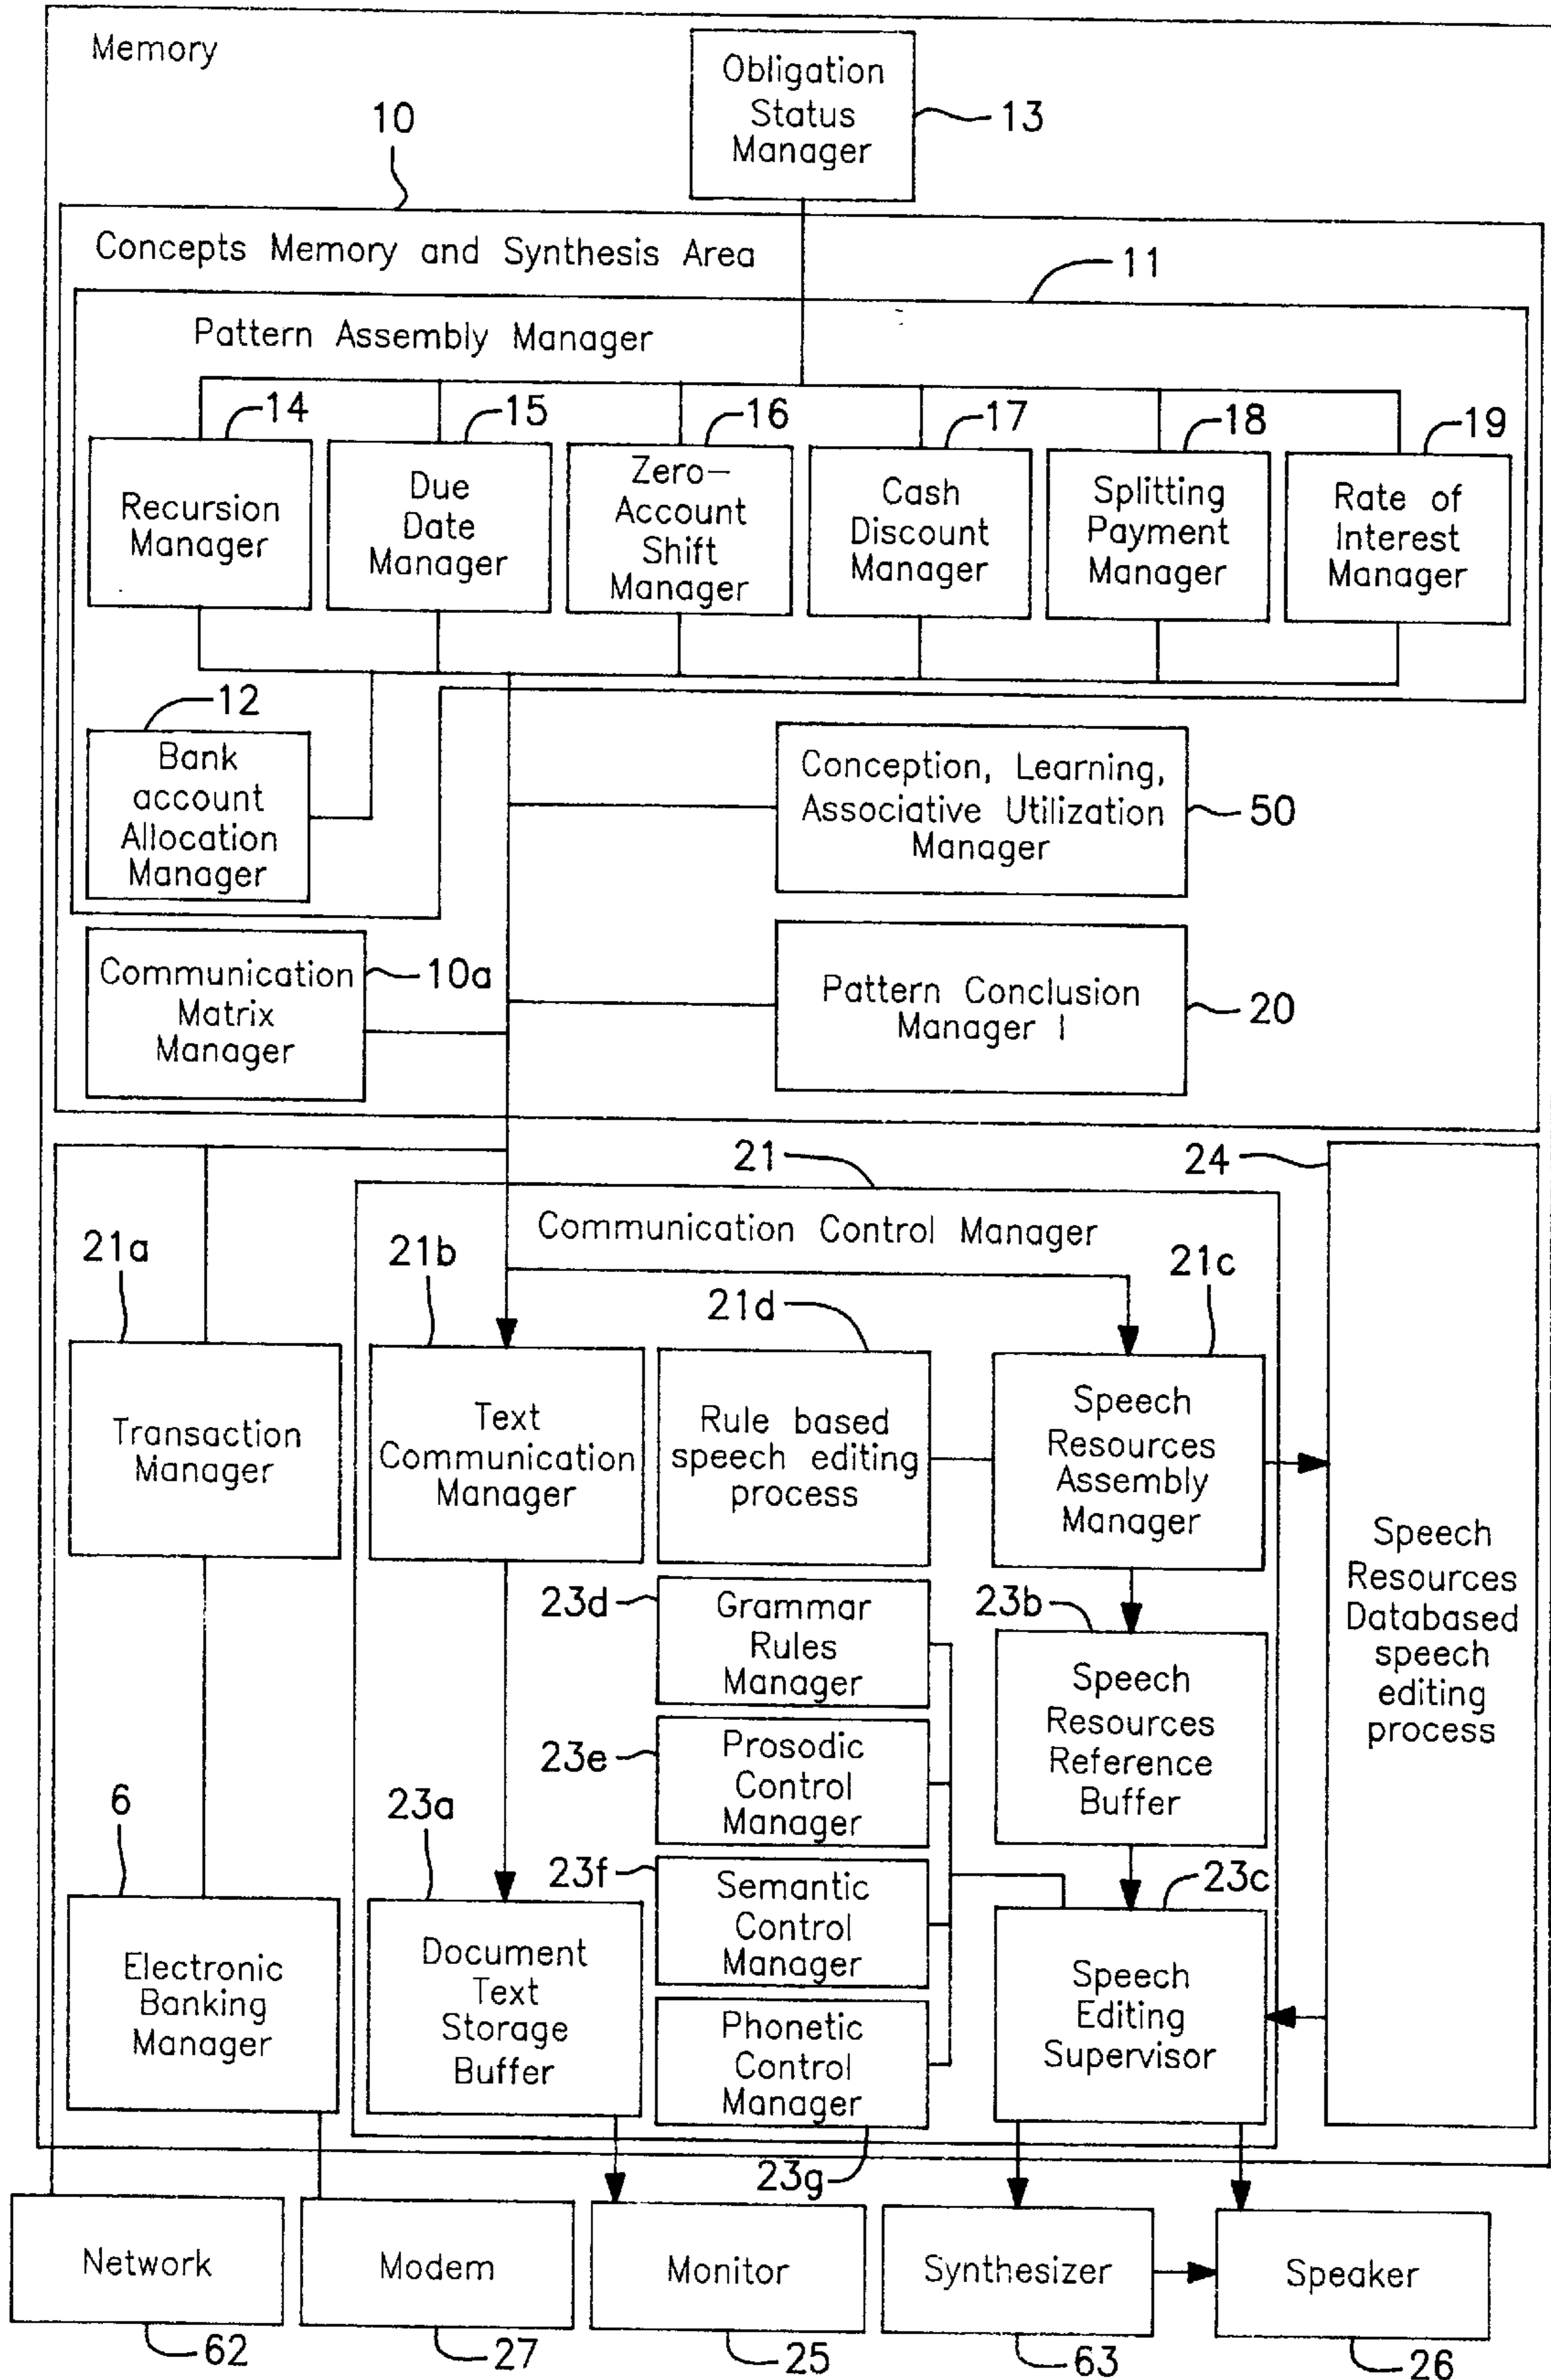 Memory
Obligation
Status
Manager
13
10
Concepts Memory and Synthesis Area
11
Pattern Assembly Manager
14
15
16
17
18
19
Recursion
Manager
Due
Date
Manager
Zero-
Account
Shift
Manager
Cash
Discount
Manager
Splitting
Payment
Manager
Rate of
Interest
Manager
12
Bank
account
Allocation
Manager
Conception, Learning,
Associative Utilization
Manager
50
Communication
Matrix
Manager
10a
Pattern Conclusion
Manager I
20
21
24
Communication Control Manager
21a
21b
21d
21c
Transaction
Manager
Text
Communication
Manager
Rule based
speech editing
process
Speech
Resources
Assembly
Manager
Speech
Resources
Databased
speech
editing
process
23d
Grammar
Rules
Manager
23b
Speech
Resources
Reference
Buffer
23e
Prosodic
Control
Manager
6
23a
23f
Semantic
Control
Manager
23c
Electronic
Banking
Manager
Document
Text
Storage
Buffer
Phonetic
Control
Manager
Speech
Editing
Supervisor
23g
Network
Modem
Monitor
Synthesizer
Speaker
62
27
25
63
26